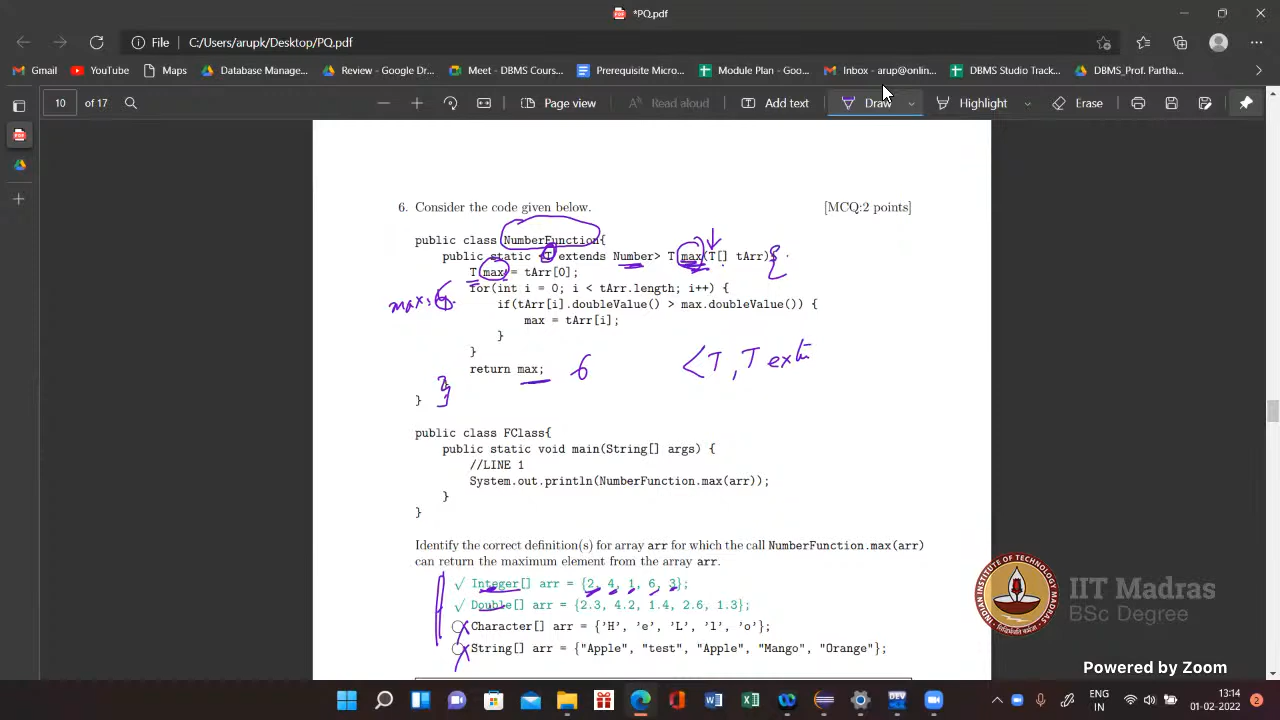 *PQ.pdf
File C:/Users/arupk/Desktop/PQ.pdf
Gmail YouTube Maps Database Manage... Review - Google Dr... Meet - DBMS Cours... Prerequisite Micro... Module Plan - Goo... Inbox - arup@onlin... DBMS Studio Track... DBMS_Prof. Partha...
10 of 17 Page view Read aloud Add text Draw Highlight Erase
6. Consider the code given below. [MCQ:2 points]
public class NumberFunction{
public static <T extends Number> T max(T[] tArr) {
T max = tArr[0];
for(int i = 0; i < tArr.length; i++) {
max,
if(tArr[i].doubleValue() > max.doubleValue()) {
max = tArr[i];
}
}
<T, T ext
return max; 6
}
}
public class FClass{
public static void main(String[] args) {
//LINE 1
System.out.println(NumberFunction.max(arr));
}
}
Identify the correct definition(s) for array arr for which the call NumberFunction.max(arr)
can return the maximum element from the array arr.
√ Integer[] arr = {2, 4, 1, 6, 3};
√ Double[] arr = {2.3, 4.2, 1.4, 2.6, 1.3};
Character[] arr = {'H', 'e', 'L', 'l', 'o'};
String[] arr = {"Apple", "test", "Apple", "Mango", "Orange"};
INDIAN INSTITUTE OF TECHNOLOGY MADRAS
IIT Madras
BSc Degree
Powered by Zoom
ENG
IN
13:14
01-02-2022
2